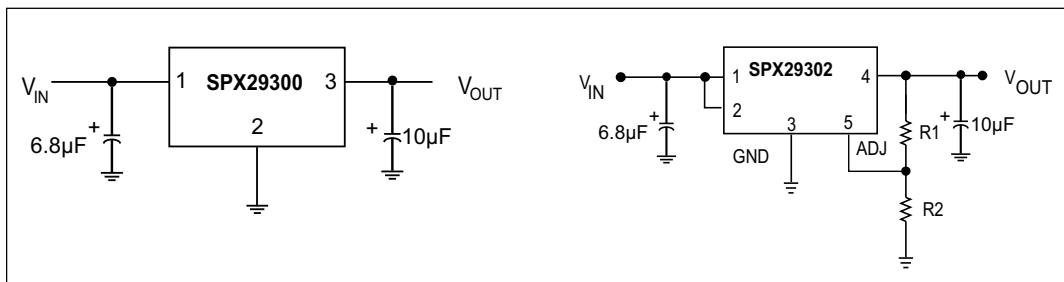 SPX29300
1
3
2
V_IN
V_OUT
+
6.8µF
+
10µF
SPX29302
1
2
4
3
5
V_IN
V_OUT
+
6.8µF
GND
ADJ
R1
+
10µF
R2